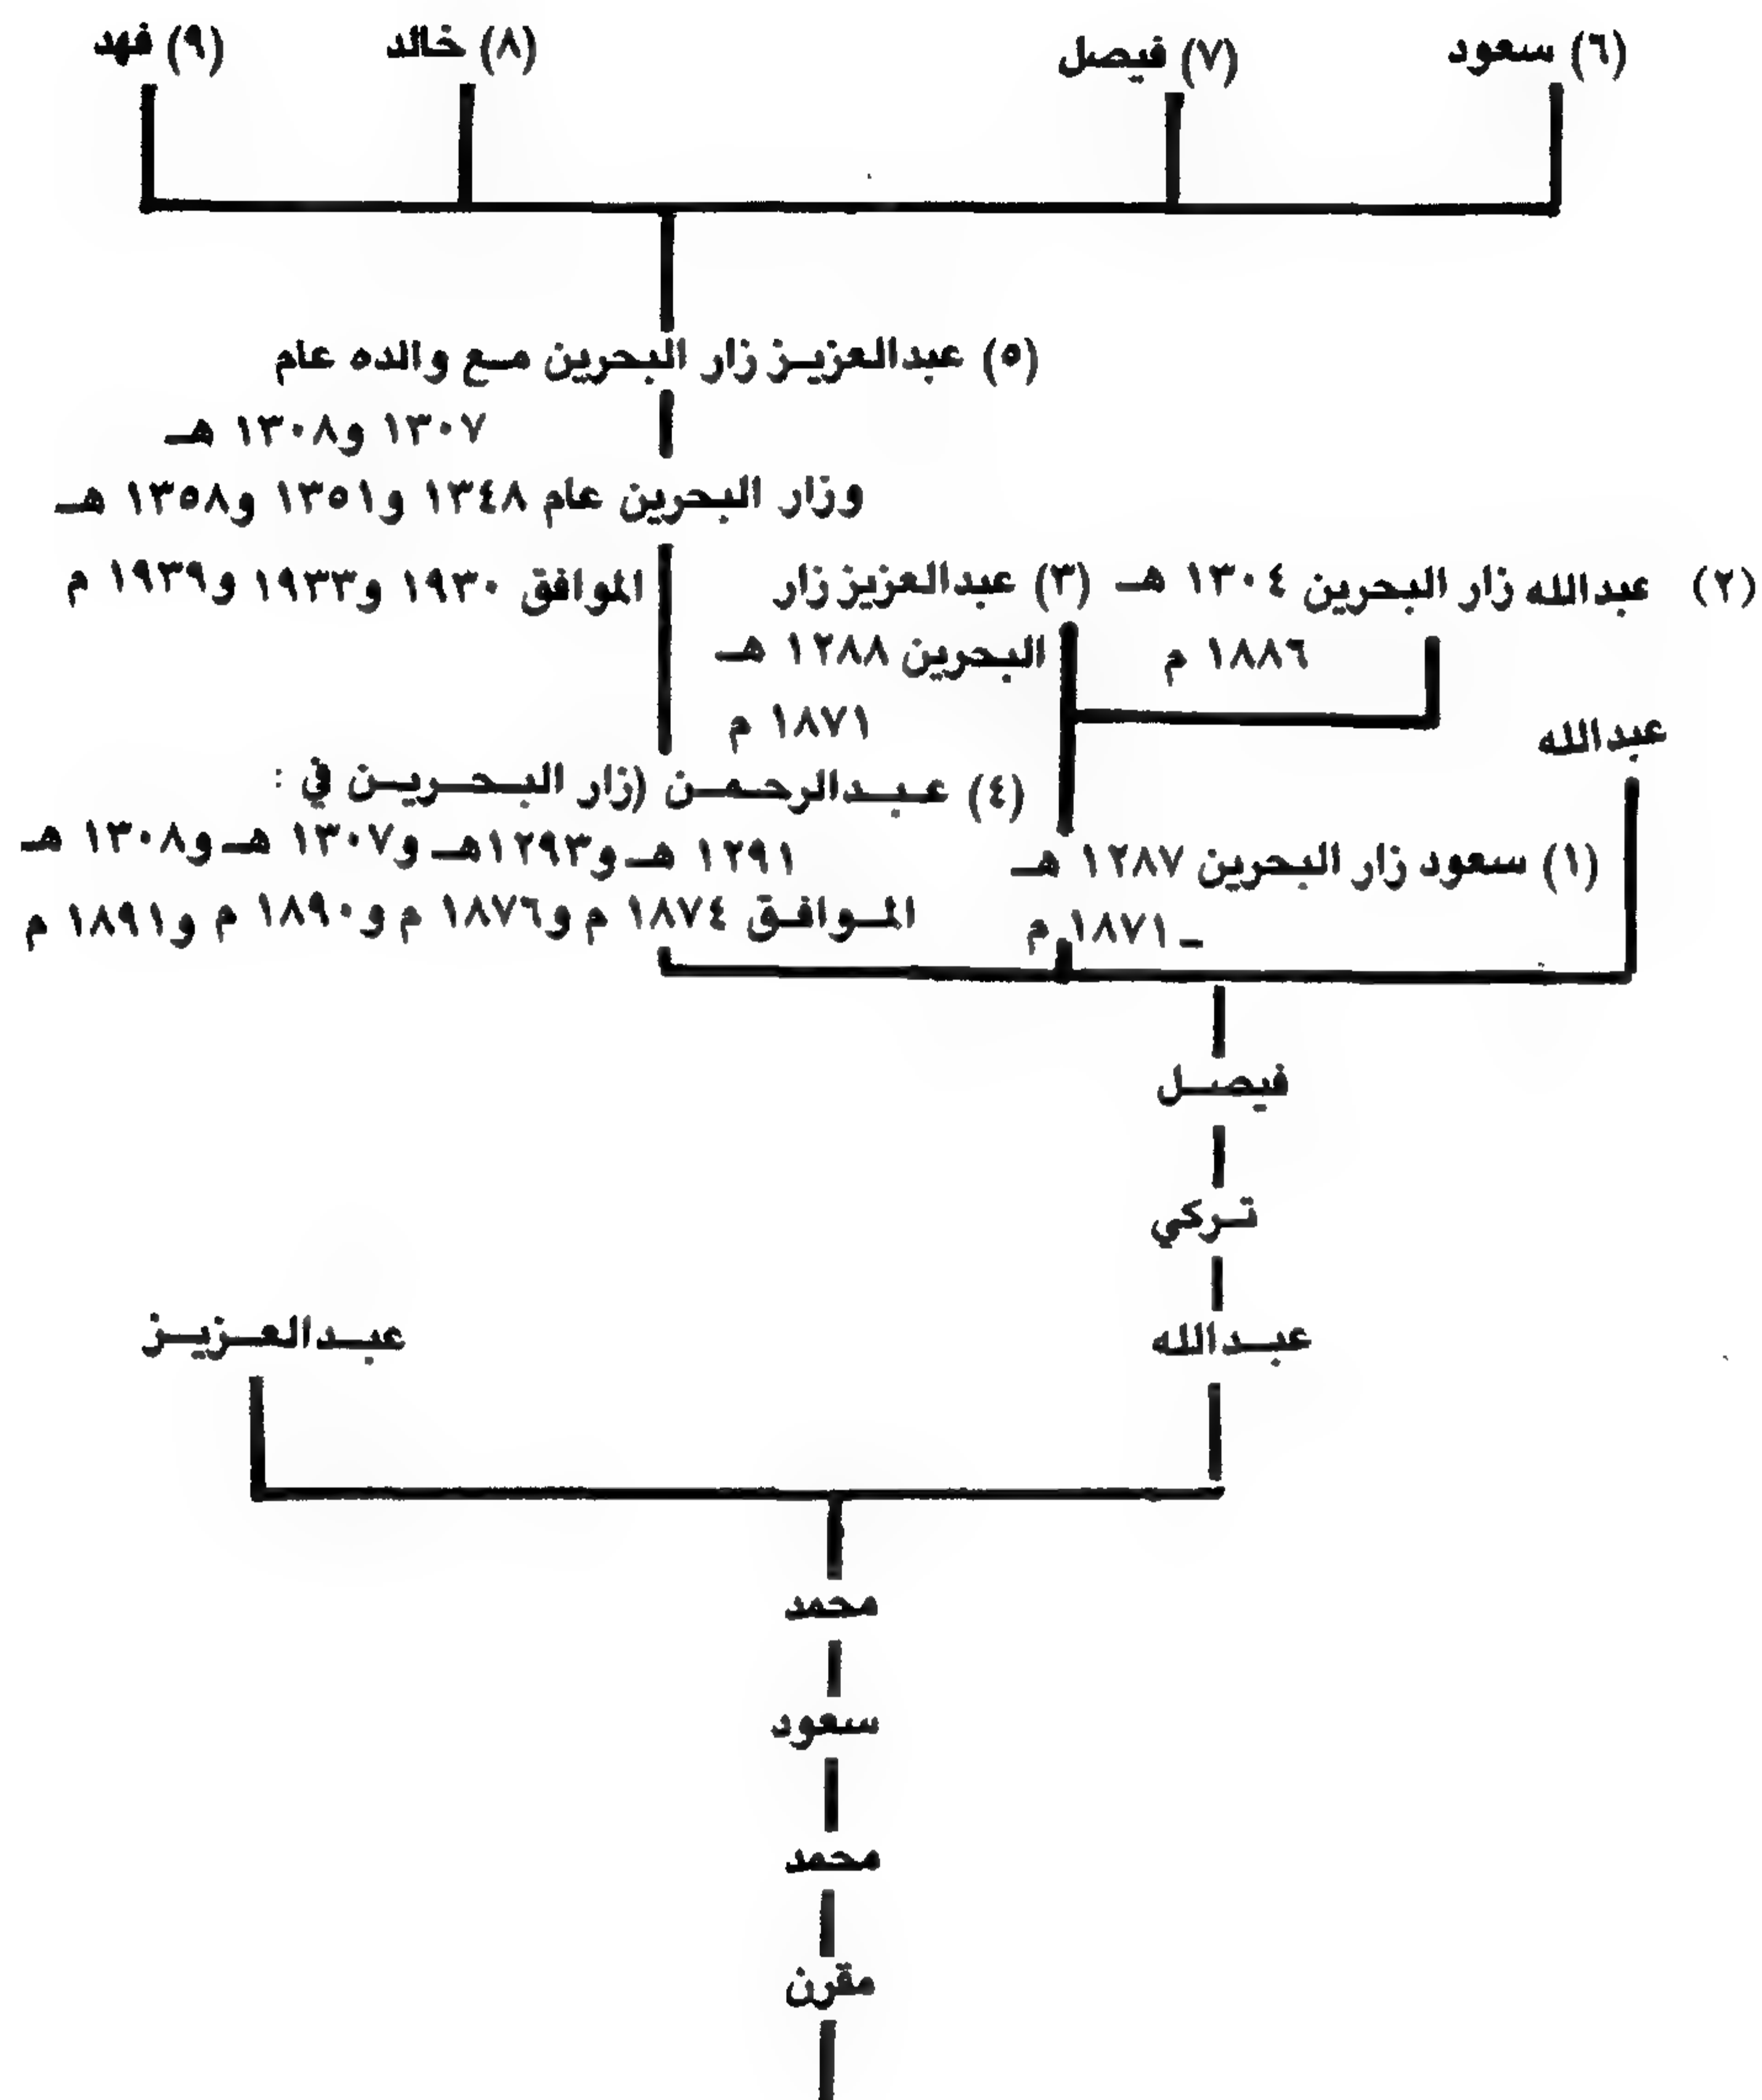 (٦) سعود
(٧) فيصل
(٨) خالد
(٩) فهد
(٥) عبدالعزيز زار البحرين مع والده عام
١٣٠٧ و١٣٠٨ هـ
وزار البحرين عام ١٣٤٨ و١٣٥١ و١٣٥٨ هـ
الموافق ١٩٣٠ و١٩٣٣ و١٩٣٩ م
(٢) عبدالله زار البحرين ١٣٠٤ هـ
١٨٨٦ م
(٣) عبدالعزيز زار
البحرين ١٢٨٨ هـ
١٨٧١ م
عبدالله
(٤) عبدالرحمن (زار البحرين في :
١٢٩١ هـ و١٢٩٣هـ و١٣٠٧ هـ و١٣٠٨ هـ
الموافق ١٨٧٤ م و١٨٧٦ م و١٨٩٠ م و١٨٩١ م
(١) سعود زار البحرين ١٢٨٧ هـ
ـ ١٨٧١ م
فيصل
تركي
عبدالله
عبدالعزيز
محمد
سعود
محمد
مقرن